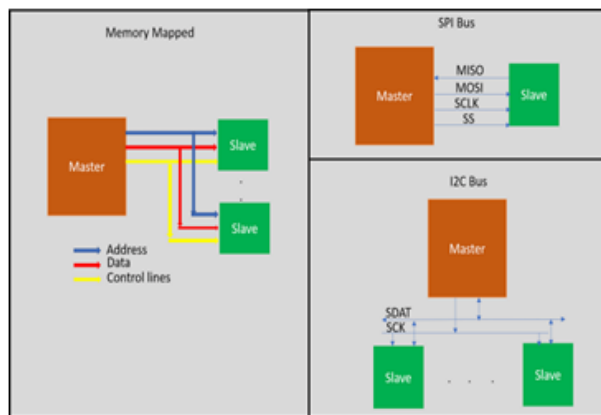 Memory Mapped
Master
Slave
Slave
Address
Data
Control lines
SPI Bus
Master
MISO
MOSI
SCLK
SS
Slave
I2C Bus
Master
SDAT
SCK
Slave
Slave